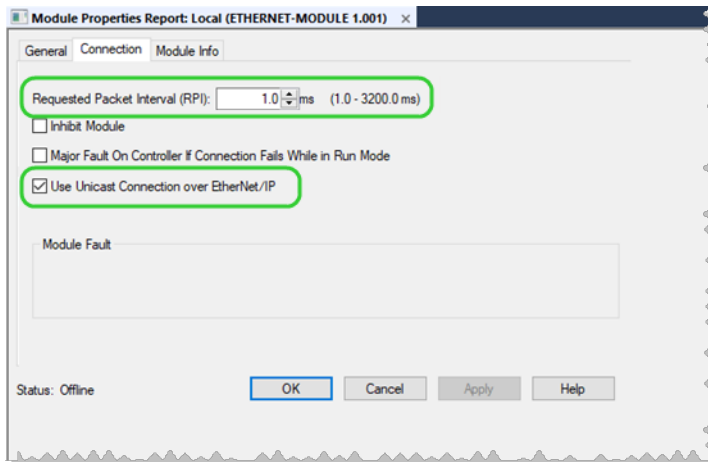 Module Properties Report: Local (ETHERNET-MODULE 1.001) ×
General Connection Module Info
Requested Packet Interval (RPI): 1.0 ms (1.0 - 3200.0 ms)
Inhibit Module
Major Fault On Controller If Connection Fails While in Run Mode
Use Unicast Connection over EtherNet/IP
Module Fault
Status: Offline OK Cancel Apply Help